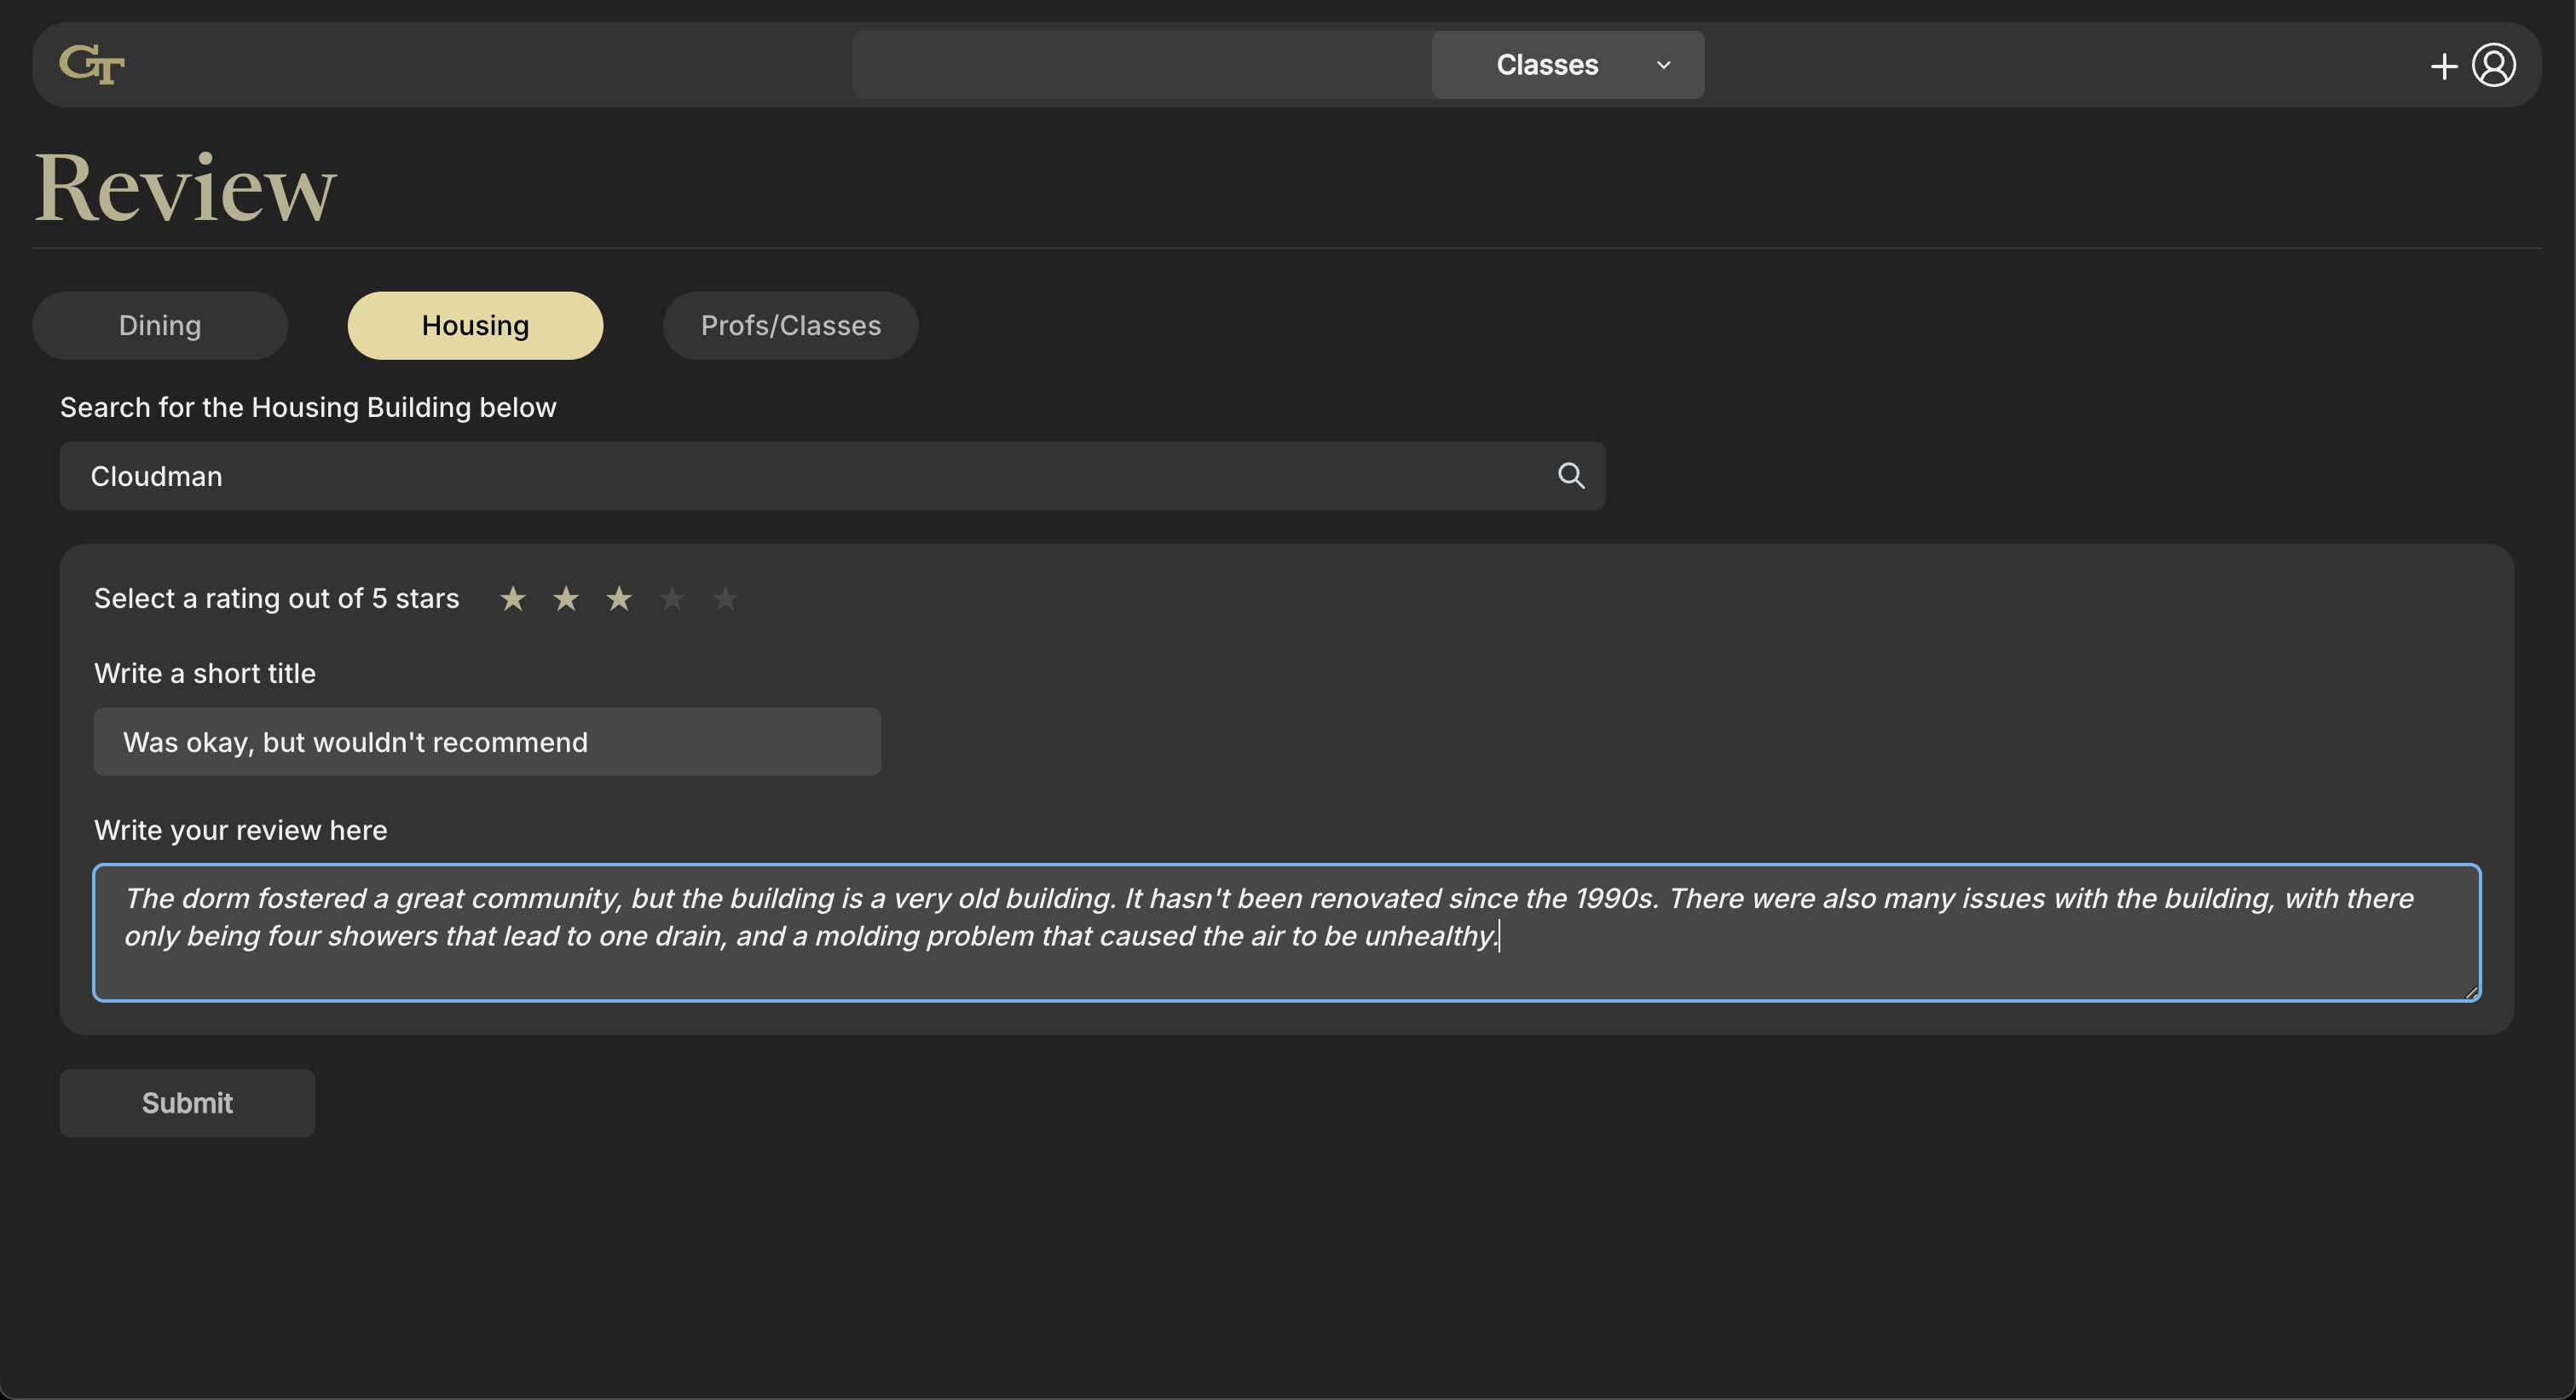 GT
Classes
Review
Dining
Housing
Profs/Classes
Search for the Housing Building below
Cloudman
Select a rating out of 5 stars
Write a short title
Was okay, but wouldn't recommend
Write your review here
The dorm fostered a great community, but the building is a very old building. It hasn't been renovated since the 1990s. There were also many issues with the building, with there
only being four showers that lead to one drain, and a molding problem that caused the air to be unhealthy.
Submit